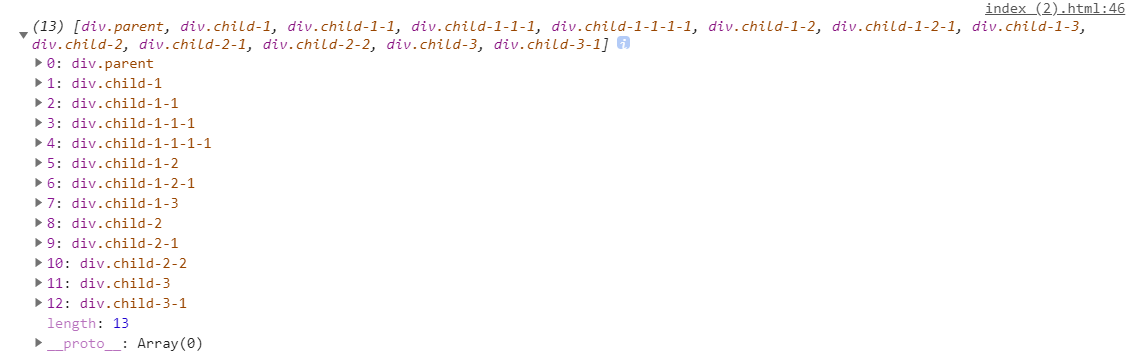 index (2).html:46
(13) [div.parent, div.child-1, div.child-1-1, div.child-1-1-1, div.child-1-1-1-1, div.child-1-2, div.child-1-2-1, div.child-1-3,
div.child-2, div.child-2-1, div.child-2-2, div.child-3, div.child-3-1] i
0: div.parent
1: div.child-1
2: div.child-1-1
3: div.child-1-1-1
4: div.child-1-1-1-1
5: div.child-1-2
6: div.child-1-2-1
7: div.child-1-3
8: div.child-2
9: div.child-2-1
10: div.child-2-2
11: div.child-3
12: div.child-3-1
length: 13
__proto__: Array(0)